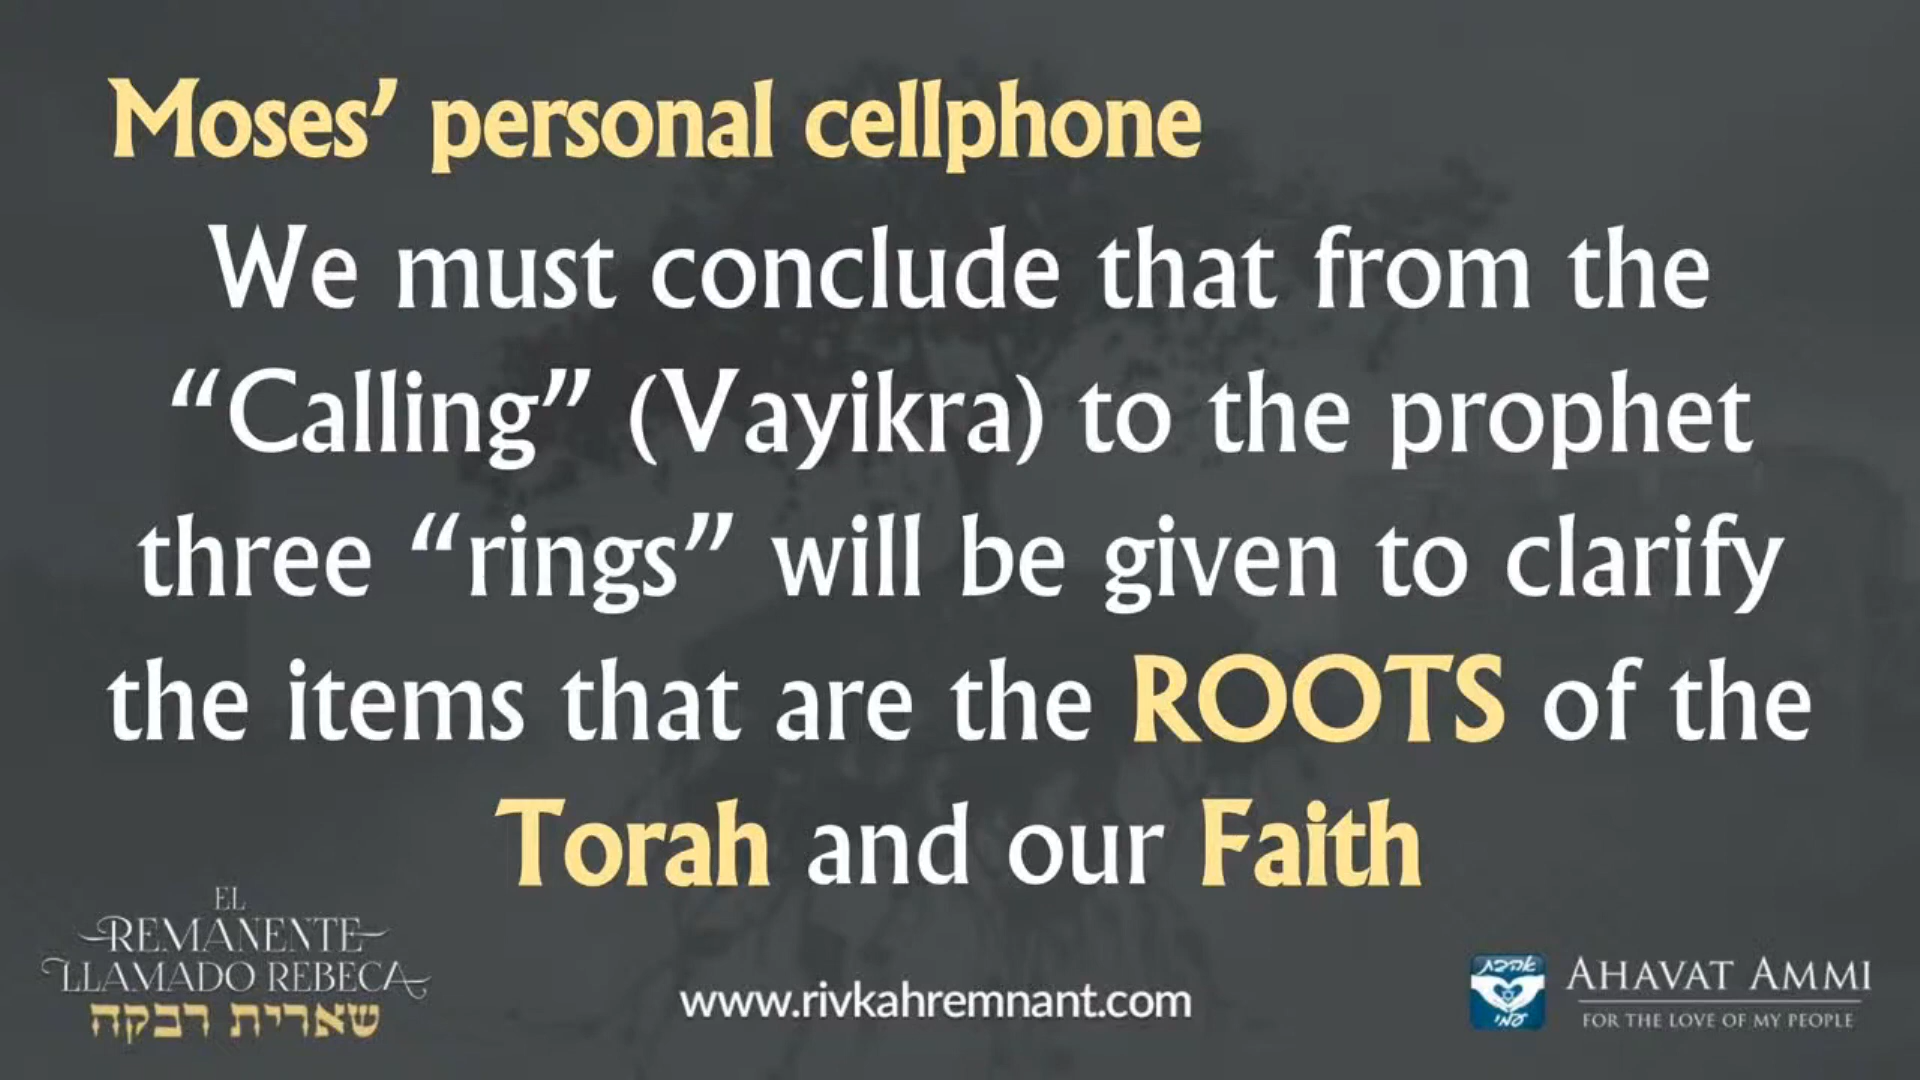 Moses’ personal cellphone
We must conclude that from the
“Calling” (Vayikra) to the prophet
three “rings” will be given to clarify
the items that are the ROOTS of the
Torah and our Faith
EL
REMANENTE
LLAMADO REBECA
שארית רבקה
www.rivkahremnant.com
אהבת
עמי
AHAVAT AMMI
FOR THE LOVE OF MY PEOPLE